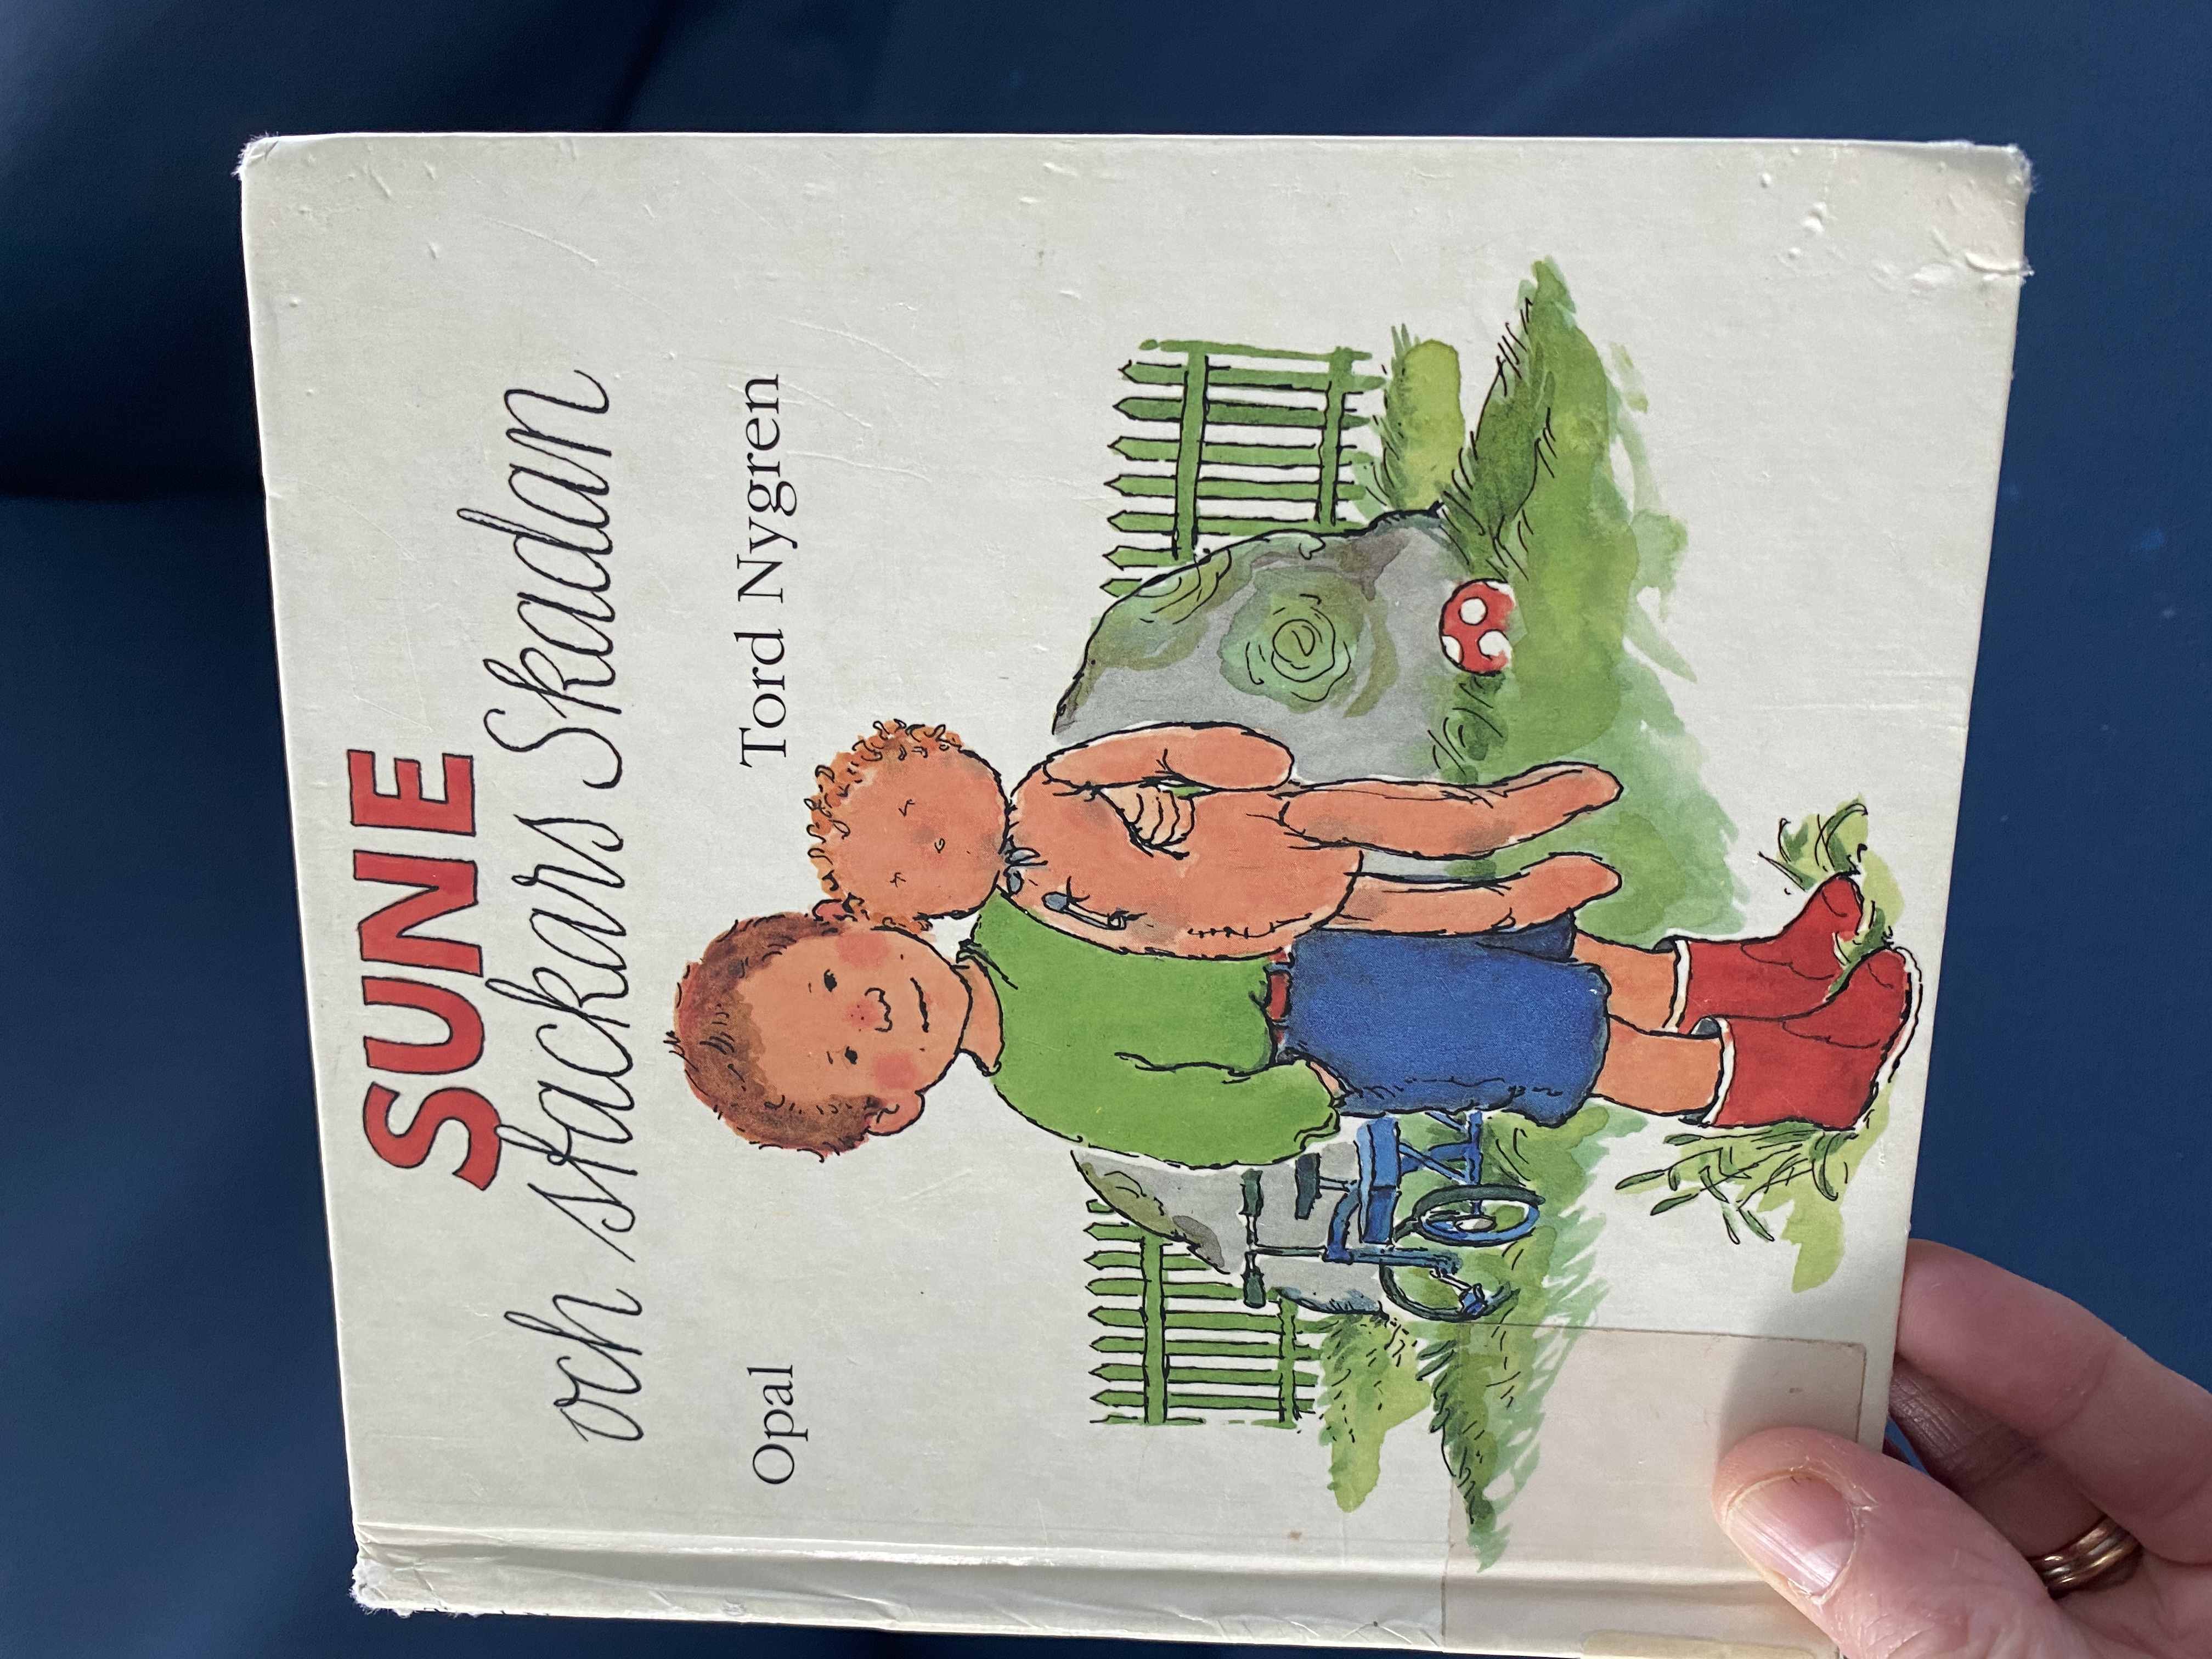 SUNE
och stackars Skadan
Opal
Tord Nygren